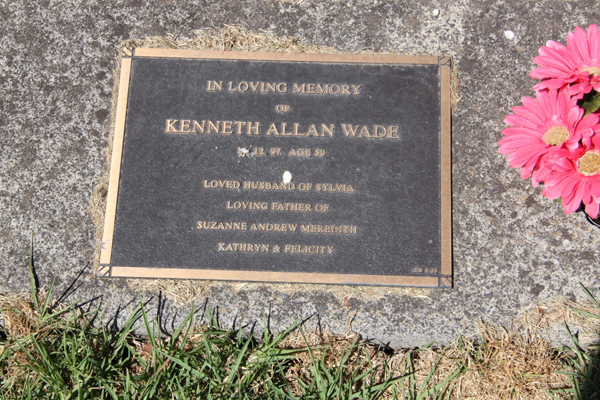 IN LOVING MEMORY
OF
KENNETH ALLAN WADE
12. 97. AGE 59
LOVED HUSBAND OF SYLVIA
LOVING FATHER OF
SUZANNE ANDREW MEREDITH
KATHRYN & FELICITY